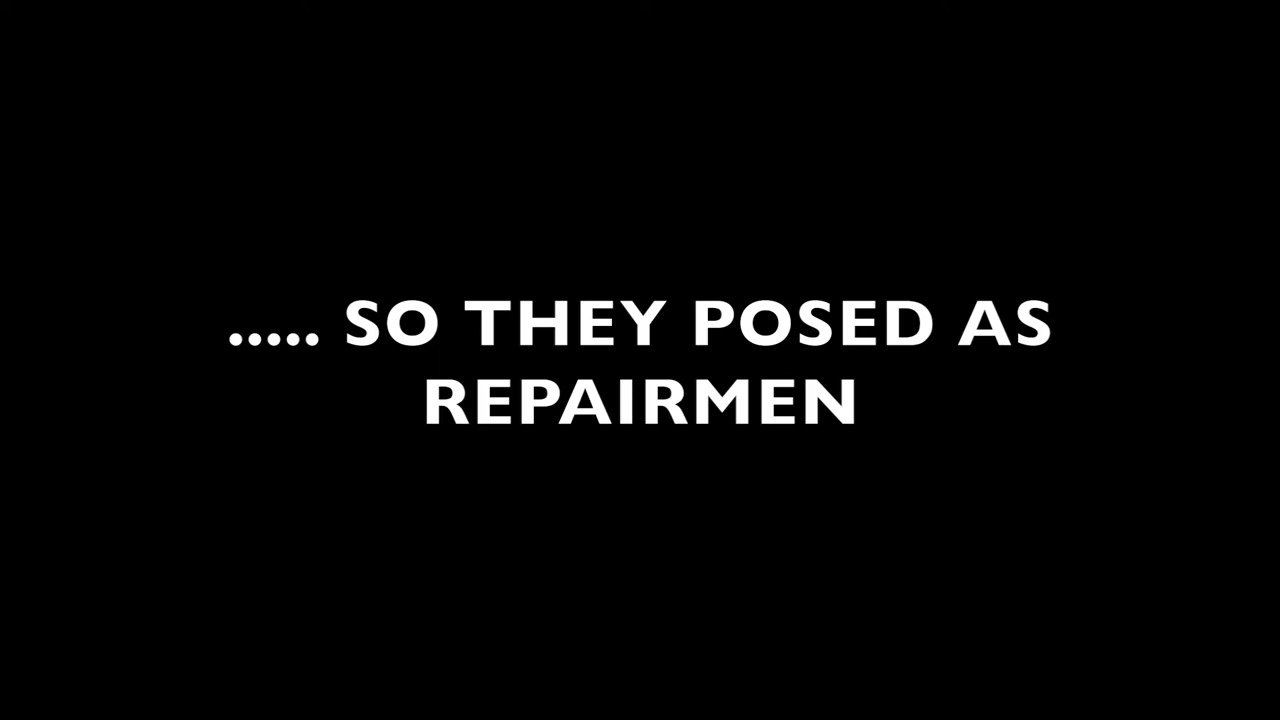 ..... SO THEY POSED AS
REPAIRMEN